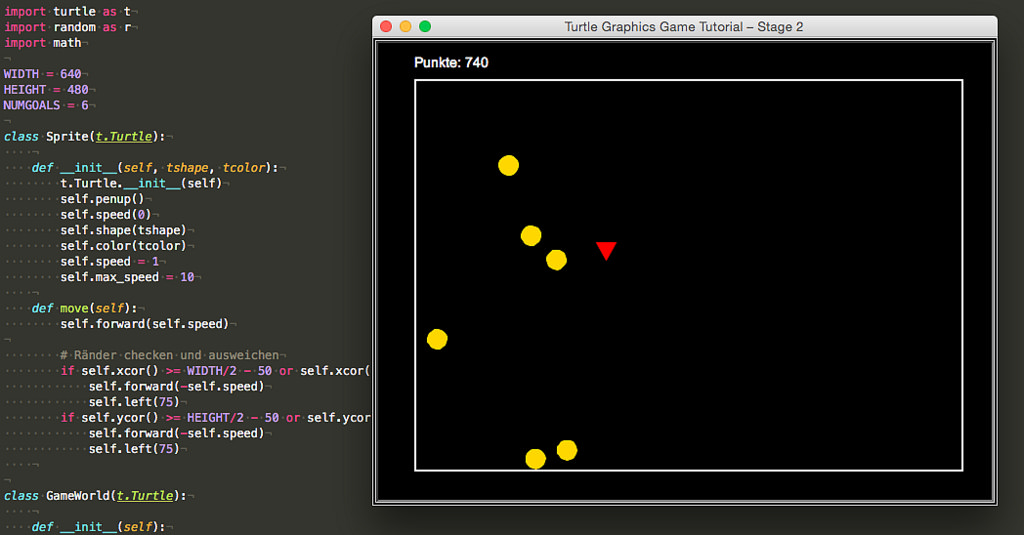 import turtle as t
import random as r
import math
WIDTH = 640
HEIGHT = 480
NUMGOALS = 6
class Sprite(t.Turtle):
def __init__(self, tshape, tcolor):
t.Turtle.__init__(self)
self.penup()
self.speed(0)
self.shape(tshape)
self.color(tcolor)
self.speed = 1
self.max_speed = 10
def move(self):
self.forward(self.speed)
# Ränder checken und ausweichen
if self.xcor() >= WIDTH/2 - 50 or self.xcor(
self.forward(-self.speed)
self.left(75)
if self.ycor() >= HEIGHT/2 - 50 or self.ycor
self.forward(-self.speed)
self.left(75)
class GameWorld(t.Turtle):
def __init__(self):
Turtle Graphics Game Tutorial – Stage 2
Punkte: 740